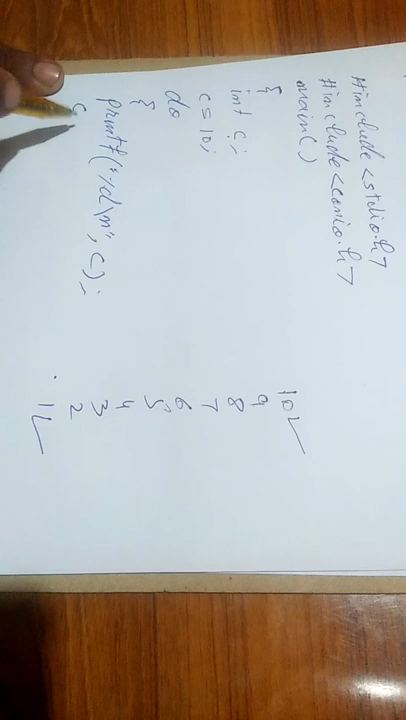 #include <stdio.h>
#include <conio.h>
main()
{
int c;
c=10;
do
{
printf("%d\n", c);
c
10
9
8
7
6
5
4
3
2
1